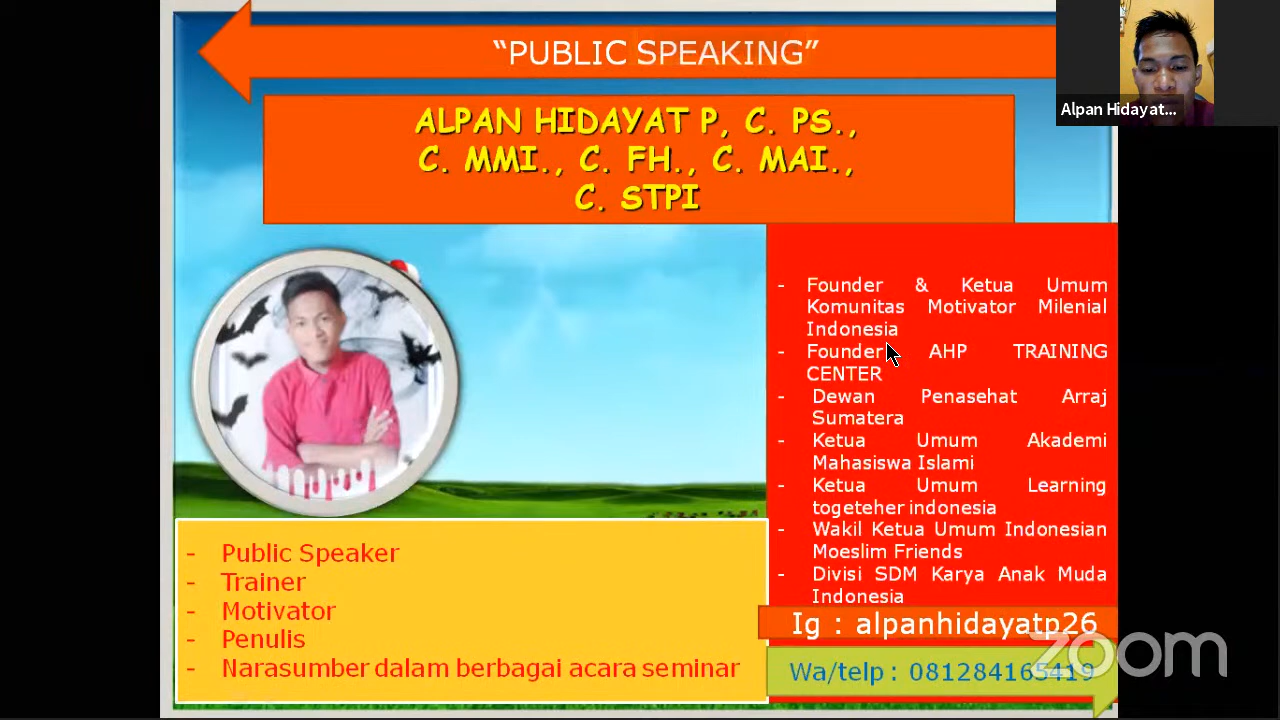 “PUBLIC SPEAKING”
Alpan Hidayat...
ALPAN HIDAYAT P, C. PS.,
C. MMI., C. FH., C. MAI.,
C. STPI
- Founder & Ketua Umum
Komunitas Motivator Milenial
Indonesia
- Founder AHP TRAINING
CENTER
- Dewan Penasehat Arraj
Sumatera
- Ketua Umum Akademi
Mahasiswa Islami
- Ketua Umum Learning
togeteher indonesia
- Wakil Ketua Umum Indonesian
Moeslim Friends
- Divisi SDM Karya Anak Muda
Indonesia
- Public Speaker
- Trainer
- Motivator
- Penulis
- Narasumber dalam berbagai acara seminar
Ig : alpanhidayatp26
Wa/telp : 081284165419
zoom